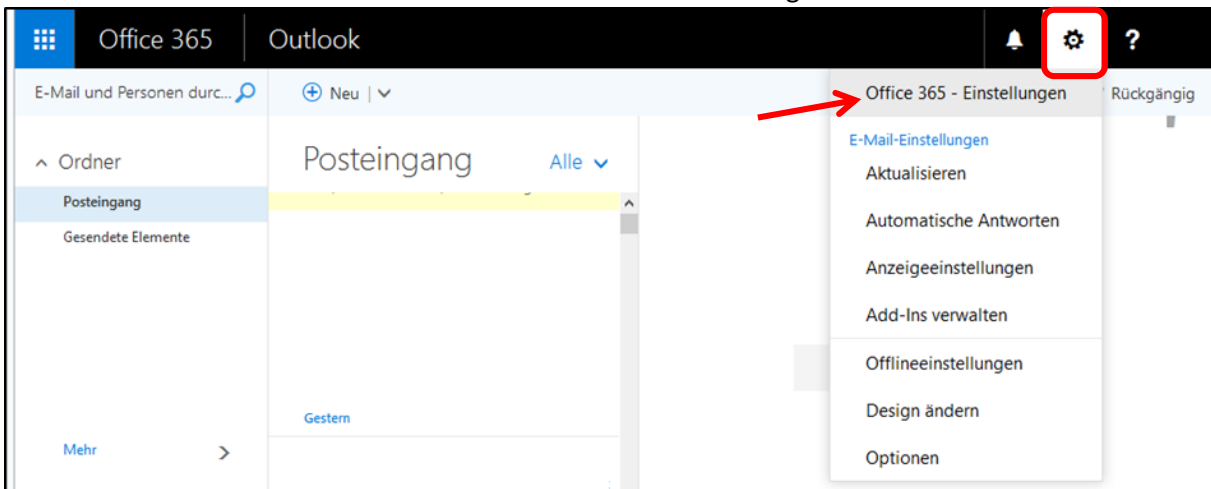 Office 365 Outlook ?
E-Mail und Personen durc... Neu Rückgängig
Office 365 - Einstellungen
E-Mail-Einstellungen
Aktualisieren
Automatische Antworten
Anzeigeeinstellungen
Add-Ins verwalten
Offlineeinstellungen
Design ändern
Optionen
Ordner
Posteingang
Gesendete Elemente
Mehr
Posteingang Alle
Gestern